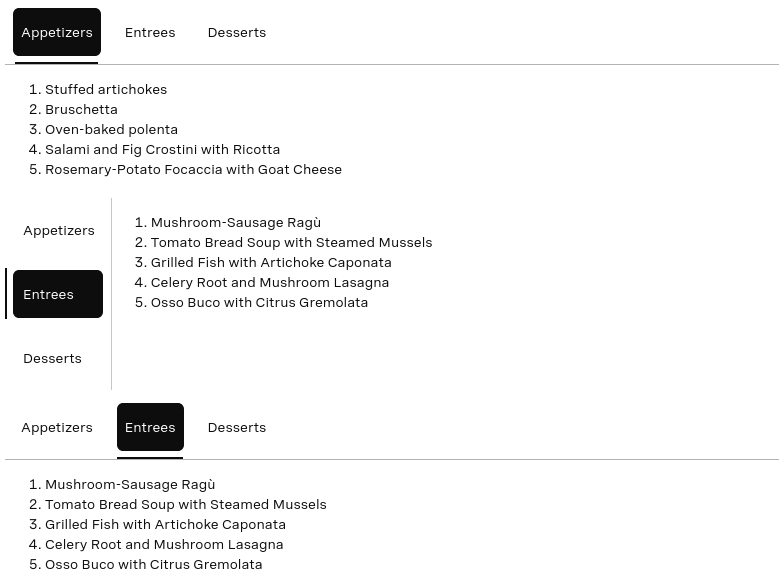 Appetizers Entrees Desserts
1. Stuffed artichokes
2. Bruschetta
3. Oven-baked polenta
4. Salami and Fig Crostini with Ricotta
5. Rosemary-Potato Focaccia with Goat Cheese
Appetizers
Entrees
Desserts
1. Mushroom-Sausage Ragù
2. Tomato Bread Soup with Steamed Mussels
3. Grilled Fish with Artichoke Caponata
4. Celery Root and Mushroom Lasagna
5. Osso Buco with Citrus Gremolata
Appetizers Entrees Desserts
1. Mushroom-Sausage Ragù
2. Tomato Bread Soup with Steamed Mussels
3. Grilled Fish with Artichoke Caponata
4. Celery Root and Mushroom Lasagna
5. Osso Buco with Citrus Gremolata